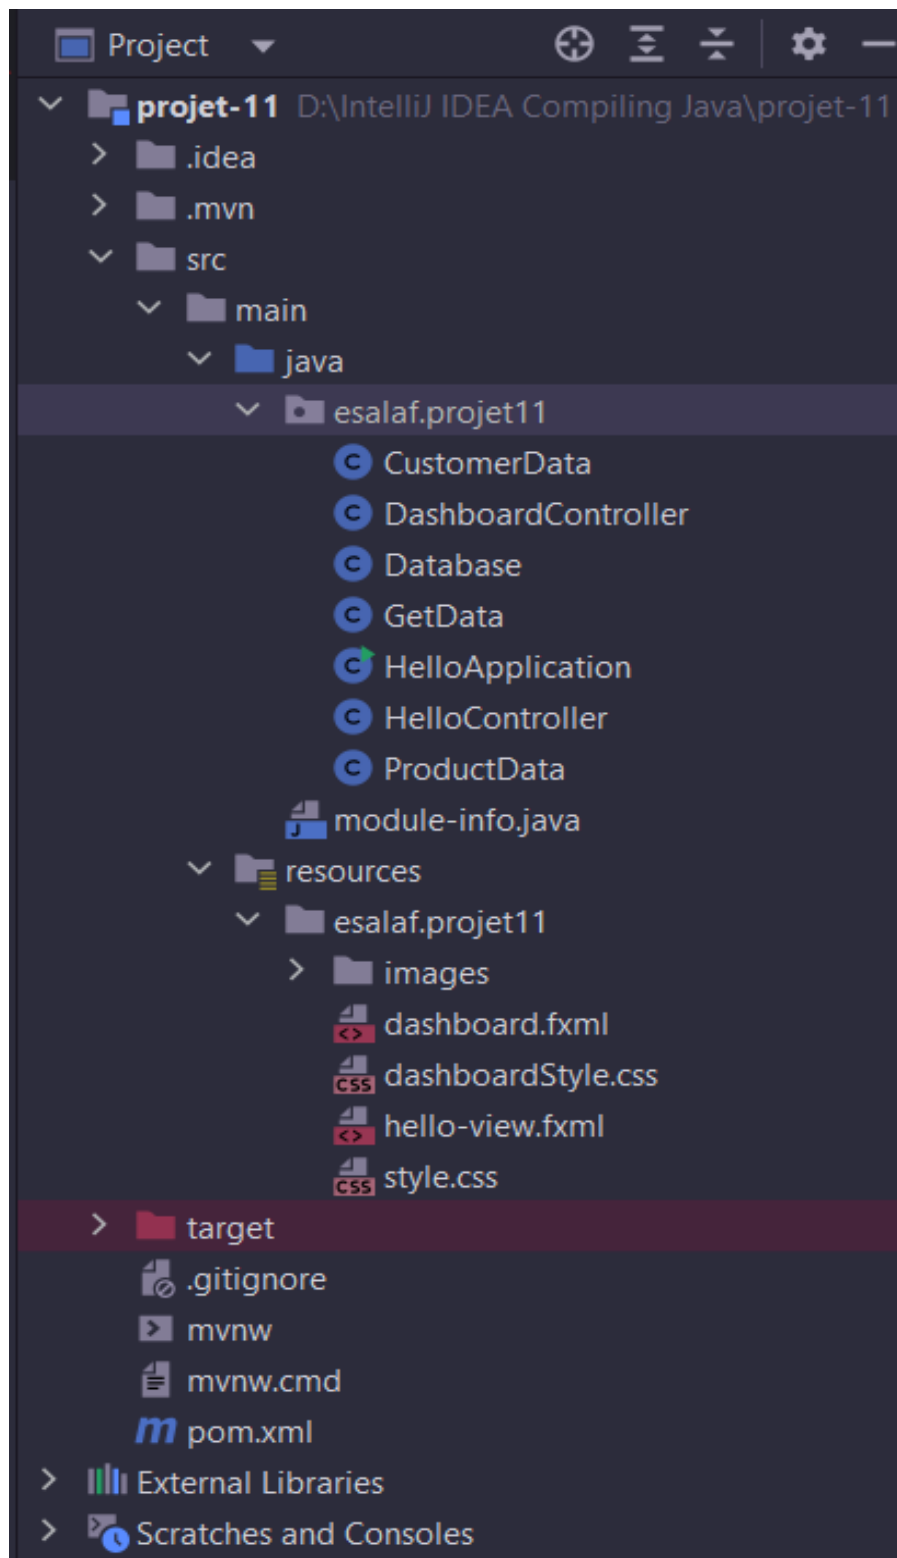 Project
projet-11 D:\IntelliJ IDEA Compiling Java\projet-11
.idea
.mvn
src
main
java
esalaf.projet11
C CustomerData
C DashboardController
C Database
C GetData
C HelloApplication
C HelloController
C ProductData
J module-info.java
resources
esalaf.projet11
images
<> dashboard.fxml
CSS dashboardStyle.css
<> hello-view.fxml
CSS style.css
target
.gitignore
mvnw
mvnw.cmd
m pom.xml
External Libraries
Scratches and Consoles